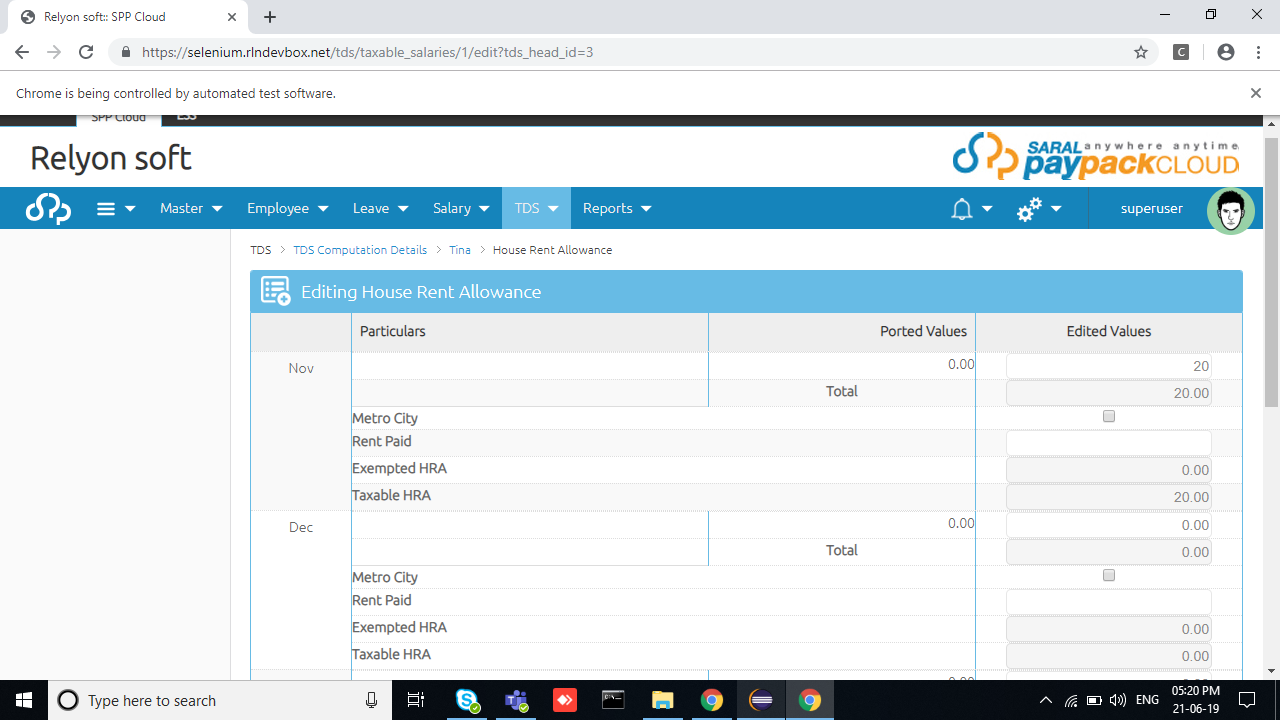 Relyon soft:: SPP Cloud
https://selenium.rlndevbox.net/tds/taxable_salaries/1/edit?tds_head_id=3
C
Chrome is being controlled by automated test software.
SPP Cloud ESS
Relyon soft
SARAL anywhere anytime
paypackCLOUD
Master Employee Leave Salary TDS Reports superuser
TDS > TDS Computation Details > Tina > House Rent Allowance
Editing House Rent Allowance
Particulars Ported Values Edited Values
Nov 0.00 20
Total 20.00
Metro City
Rent Paid
Exempted HRA 0.00
Taxable HRA 20.00
Dec 0.00 0.00
Total 0.00
Metro City
Rent Paid
Exempted HRA 0.00
Taxable HRA 0.00
0.00 0.00
Type here to search
ENG
05:20 PM
21-06-19